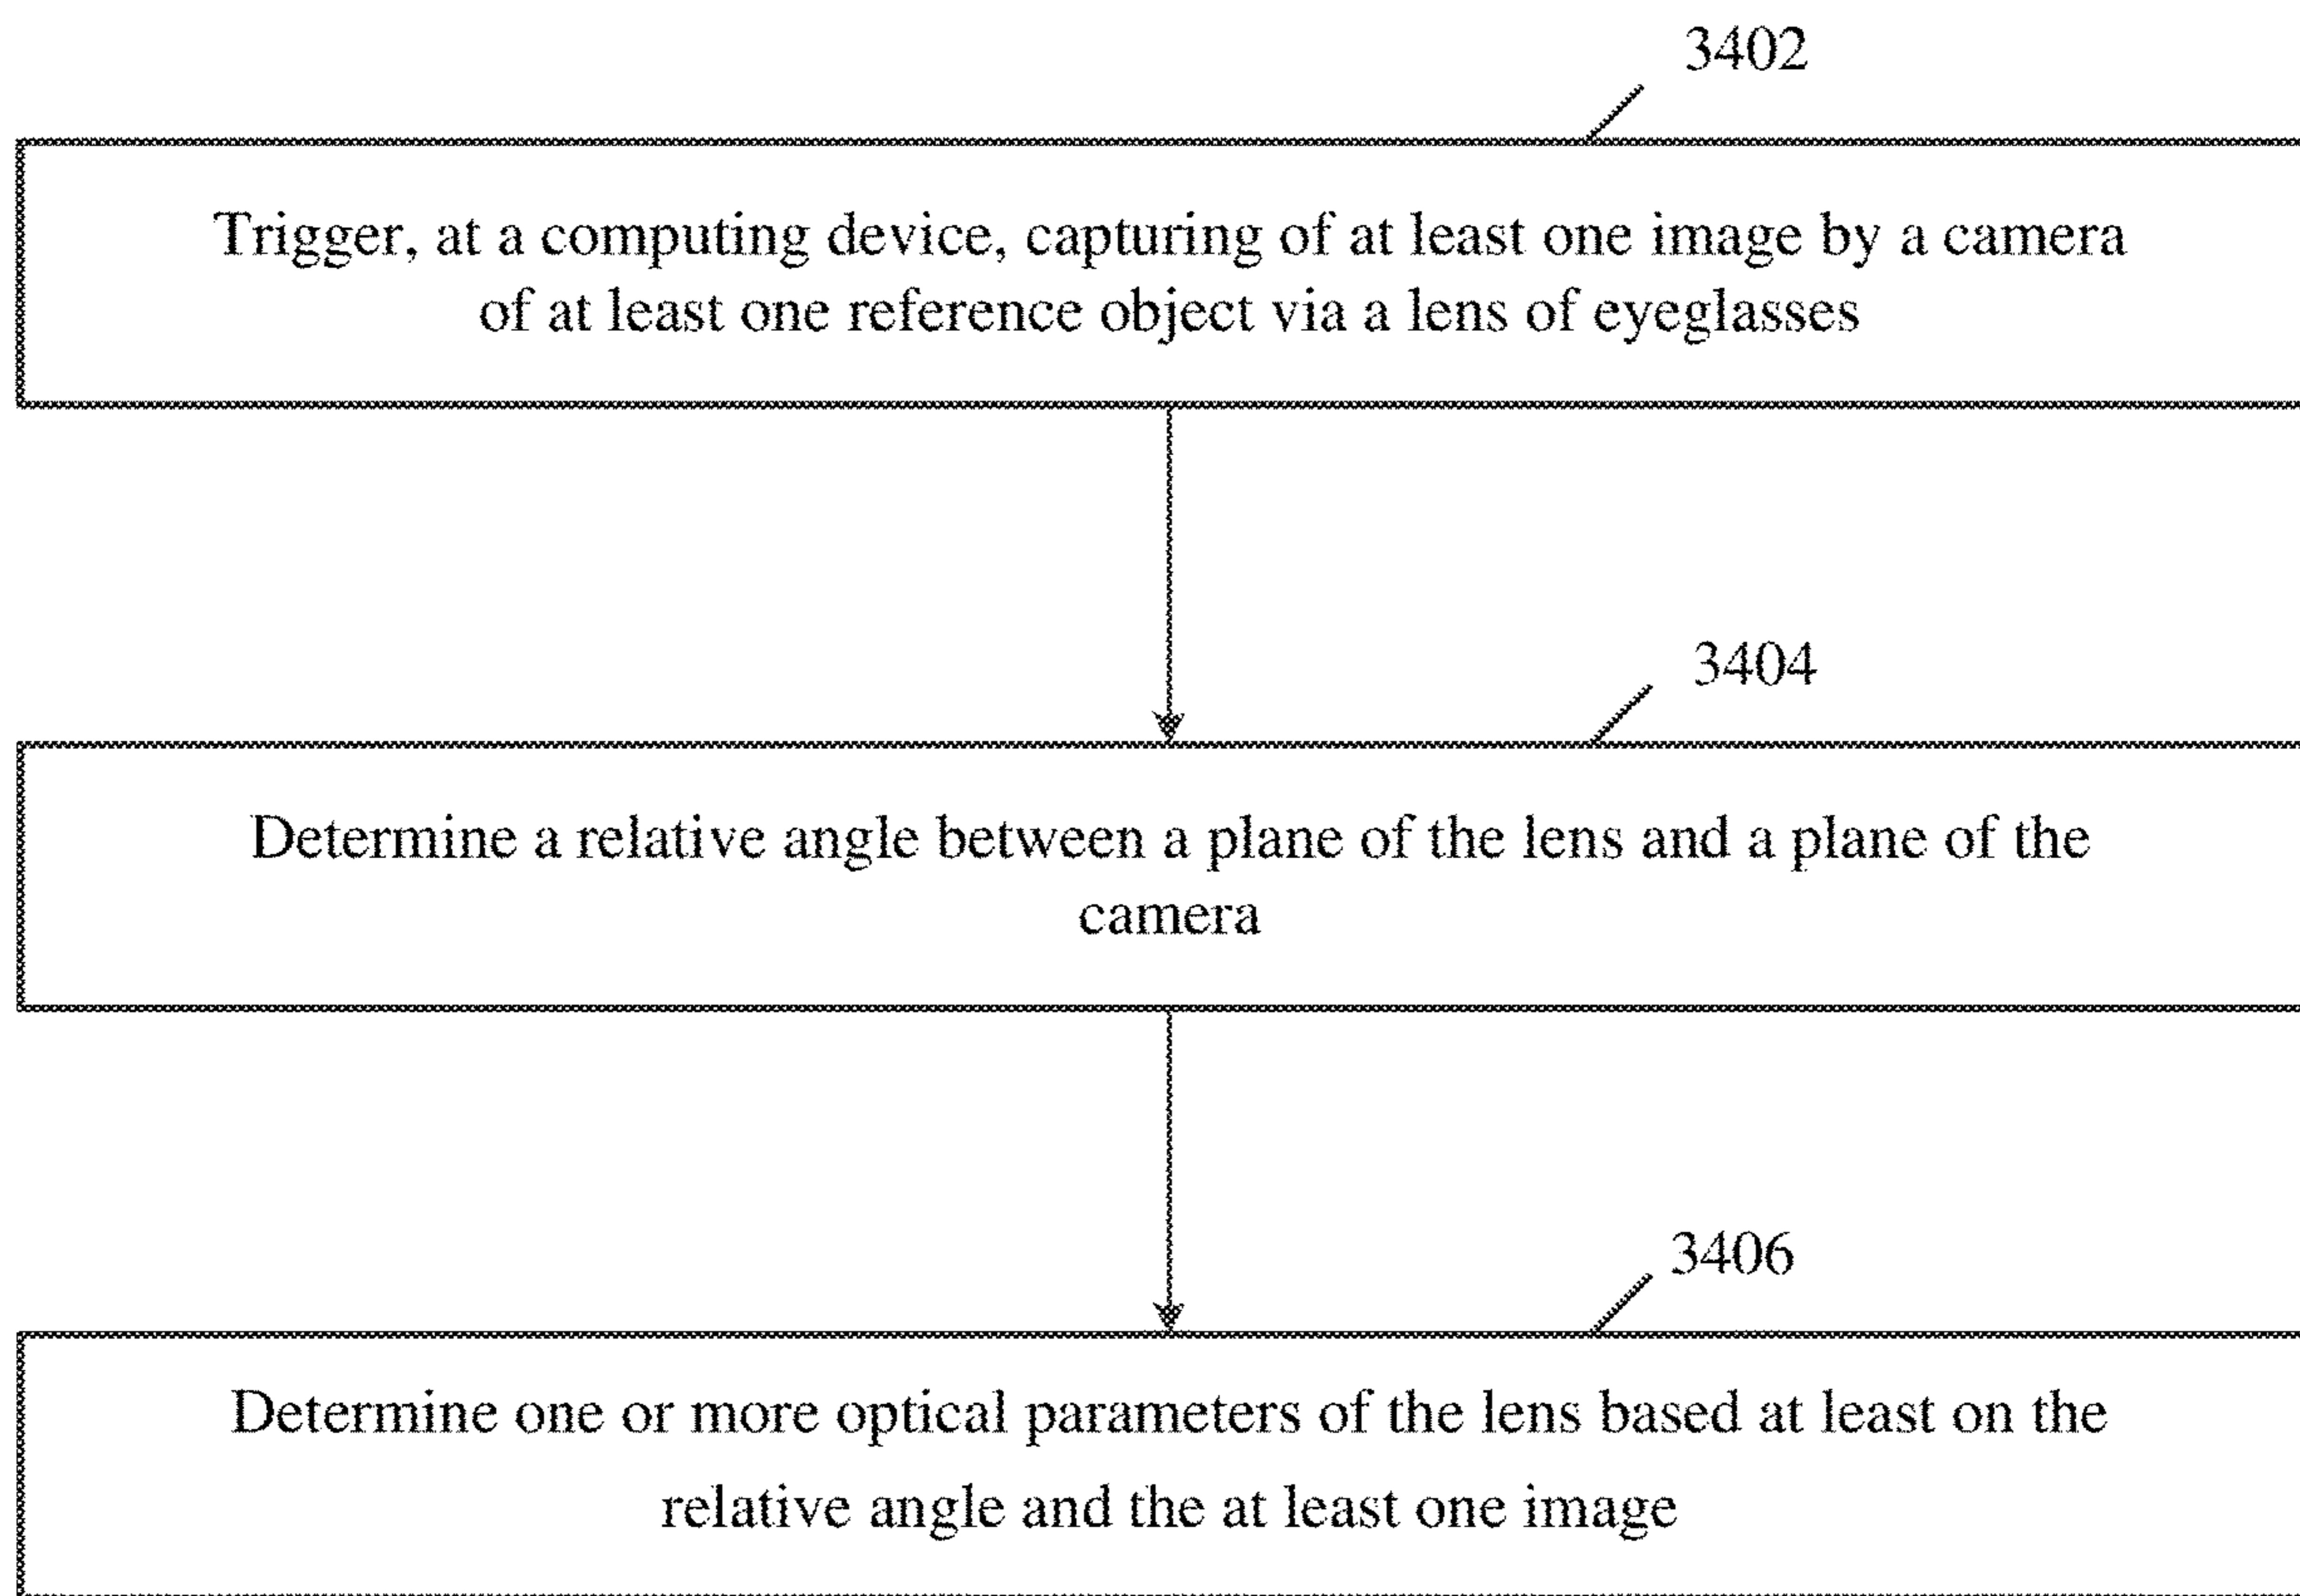 3402
Trigger, at a computing device, capturing of at least one image by a camera
of at least one reference object via a lens of eyeglasses
3404
Determine a relative angle between a plane of the lens and a plane of the
camera
3406
Determine one or more optical parameters of the lens based at least on the
relative angle and the at least one image